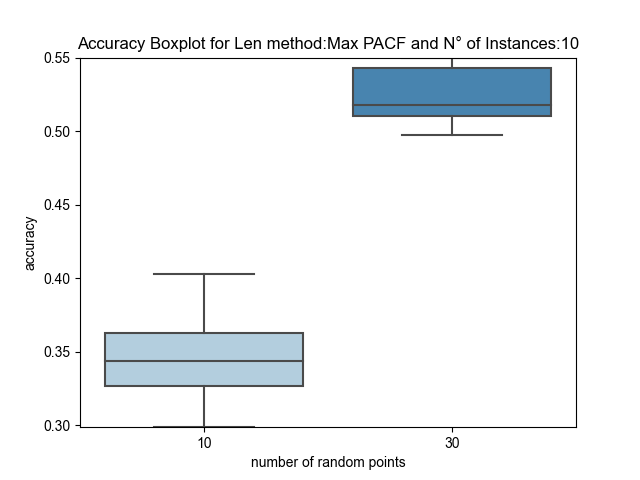 Accuracy Boxplot for Len method:Max PACF and N° of Instances:10
0.55
0.50
0.45
0.40
0.35
0.30
accuracy
10
30
number of random points